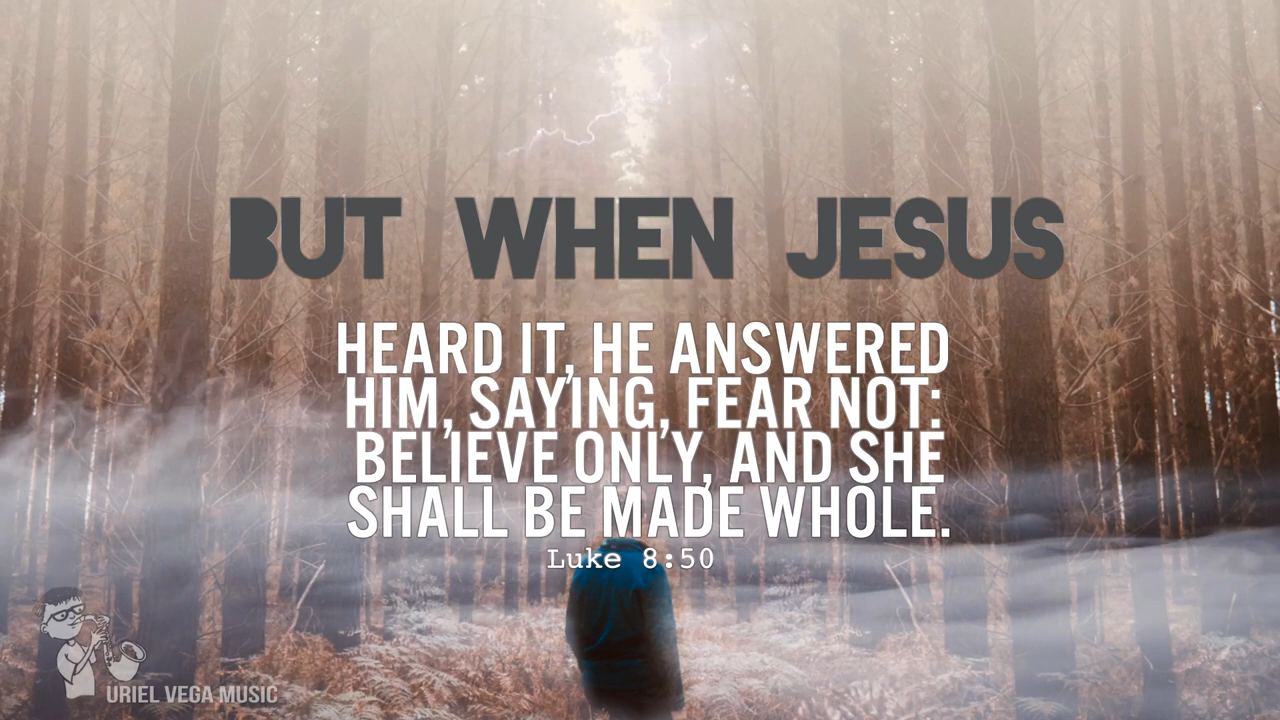 BUT WHEN JESUS
HEARD IT, HE ANSWERED
HIM, SAYING, FEAR NOT:
BELIEVE ONLY, AND SHE
SHALL BE MADE WHOLE.
Luke 8:50
URIEL VEGA MUSIC